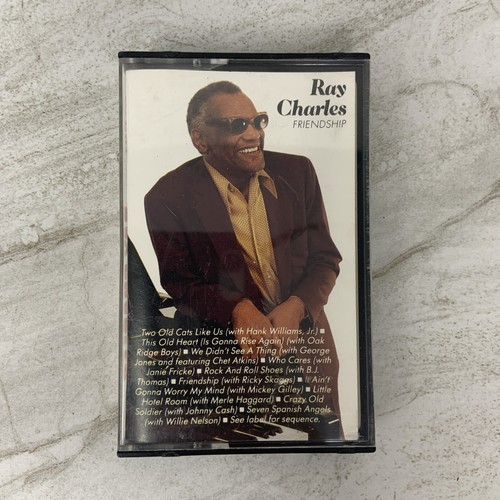 Ray
Charles
FRIENDSHIP
Two Old Cats Like Us (with Hank Williams, Jr.) ■
This Old Heart (Is Gonna Rise Again) (with Oak
Ridge Boys) ■ We Didn't See A Thing (with George
Jones and featuring Chet Atkins) ■ Who Cares (with
Janie Fricke) ■ Rock And Roll Shoes (with B.J.
Thomas) ■ Friendship (with Ricky Skaggs) ■ It Ain't
Gonna Worry My Mind (with Mickey Gilley) ■ Little
Hotel Room (with Merle Haggard) ■ Crazy Old
Soldier (with Johnny Cash) ■ Seven Spanish Angels
(with Willie Nelson) ■ See label for sequence.